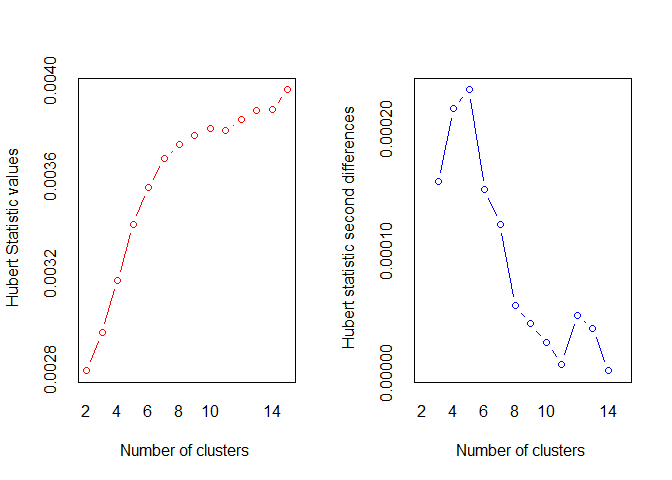 Hubert Statistic values
0.0040
0.0036
0.0032
0.0028
2 4 6 8 10 14
Number of clusters
Hubert statistic second differences
0.00020
0.00010
0.00000
2 4 6 8 10 14
Number of clusters